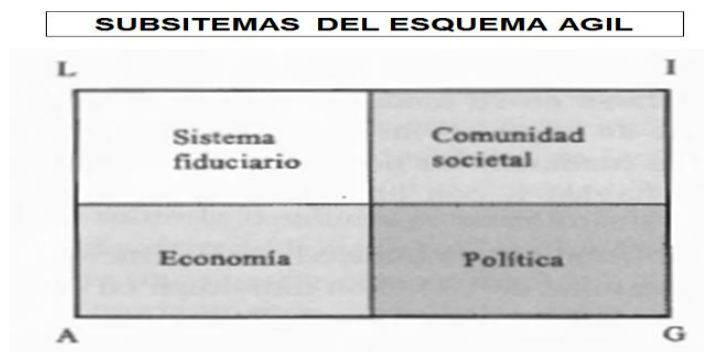 SUBSITEMAS DEL ESQUEMA AGIL
L I
Sistema Comunidad
fiduciario societal
Economía Política
A G